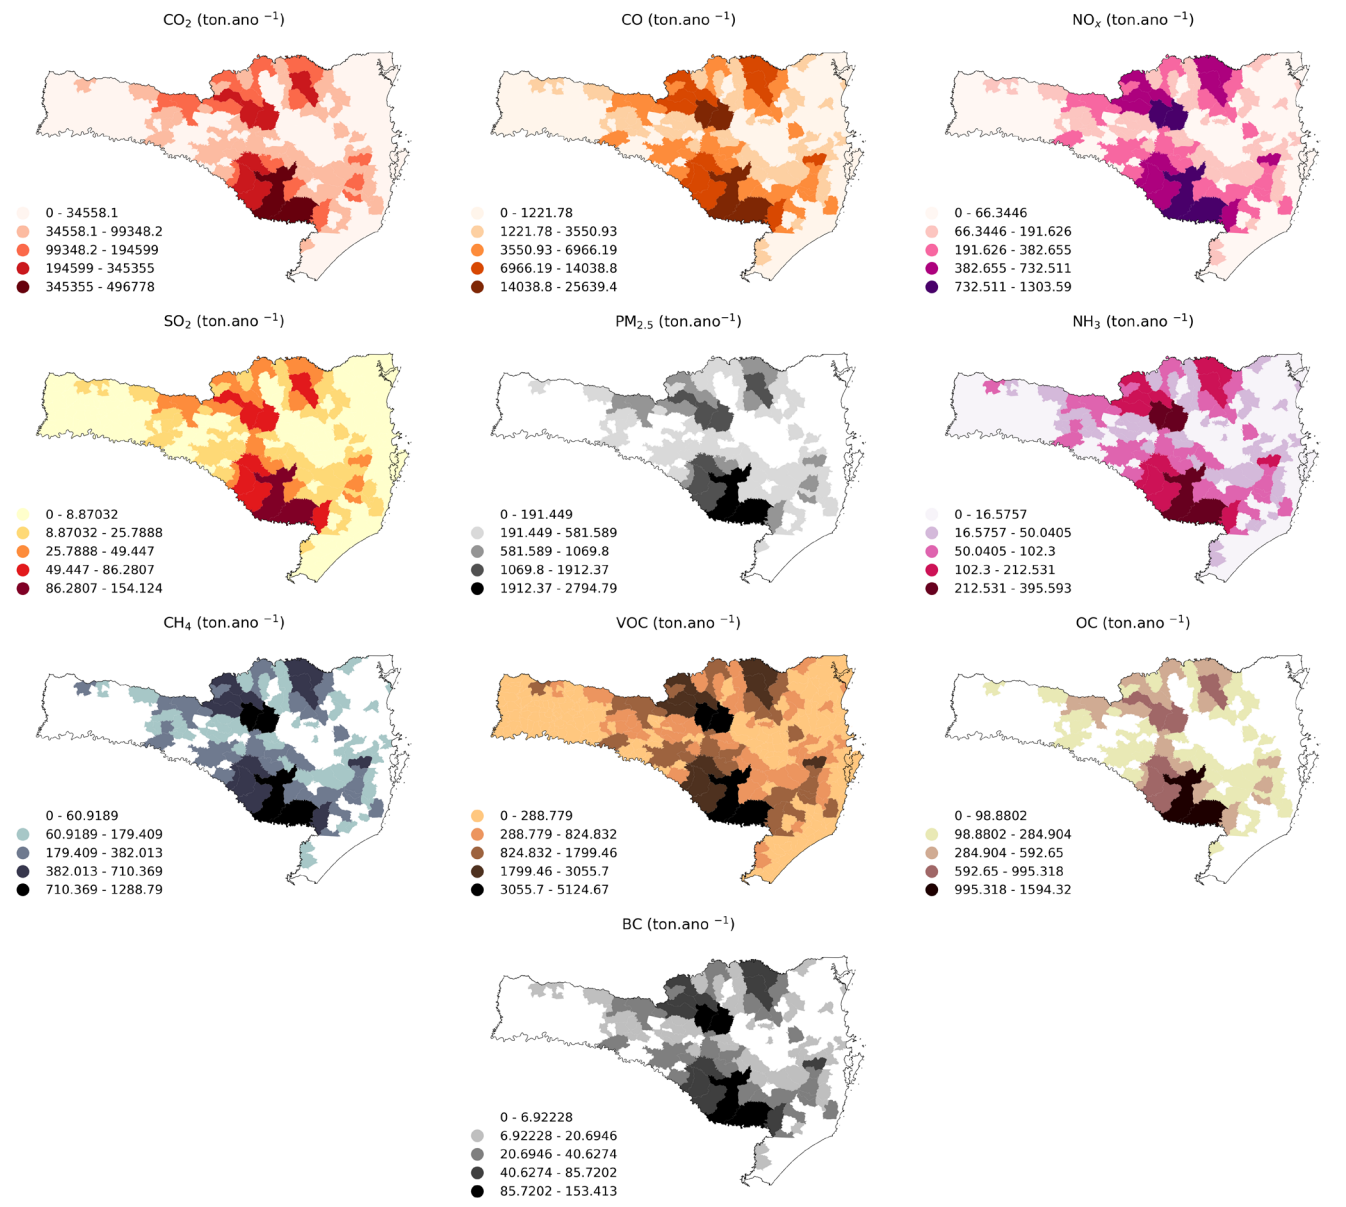 CO₂ (ton.ano ⁻¹)
0 - 34558.1
34558.1 - 99348.2
99348.2 - 194599
194599 - 345355
345355 - 496778
CO (ton.ano ⁻¹)
0 - 1221.78
1221.78 - 3550.93
3550.93 - 6966.19
6966.19 - 14038.8
14038.8 - 25639.4
NOₓ (ton.ano ⁻¹)
0 - 66.3446
66.3446 - 191.626
191.626 - 382.655
382.655 - 732.511
732.511 - 1303.59
SO₂ (ton.ano ⁻¹)
0 - 8.87032
8.87032 - 25.7888
25.7888 - 49.447
49.447 - 86.2807
86.2807 - 154.124
PM₂.₅ (ton.ano⁻¹)
0 - 191.449
191.449 - 581.589
581.589 - 1069.8
1069.8 - 1912.37
1912.37 - 2794.79
NH₃ (ton.ano ⁻¹)
0 - 16.5757
16.5757 - 50.0405
50.0405 - 102.3
102.3 - 212.531
212.531 - 395.593
CH₄ (ton.ano ⁻¹)
0 - 60.9189
60.9189 - 179.409
179.409 - 382.013
382.013 - 710.369
710.369 - 1288.79
VOC (ton.ano ⁻¹)
0 - 288.779
288.779 - 824.832
824.832 - 1799.46
1799.46 - 3055.7
3055.7 - 5124.67
OC (ton.ano ⁻¹)
0 - 98.8802
98.8802 - 284.904
284.904 - 592.65
592.65 - 995.318
995.318 - 1594.32
BC (ton.ano ⁻¹)
0 - 6.92228
6.92228 - 20.6946
20.6946 - 40.6274
40.6274 - 85.7202
85.7202 - 153.413